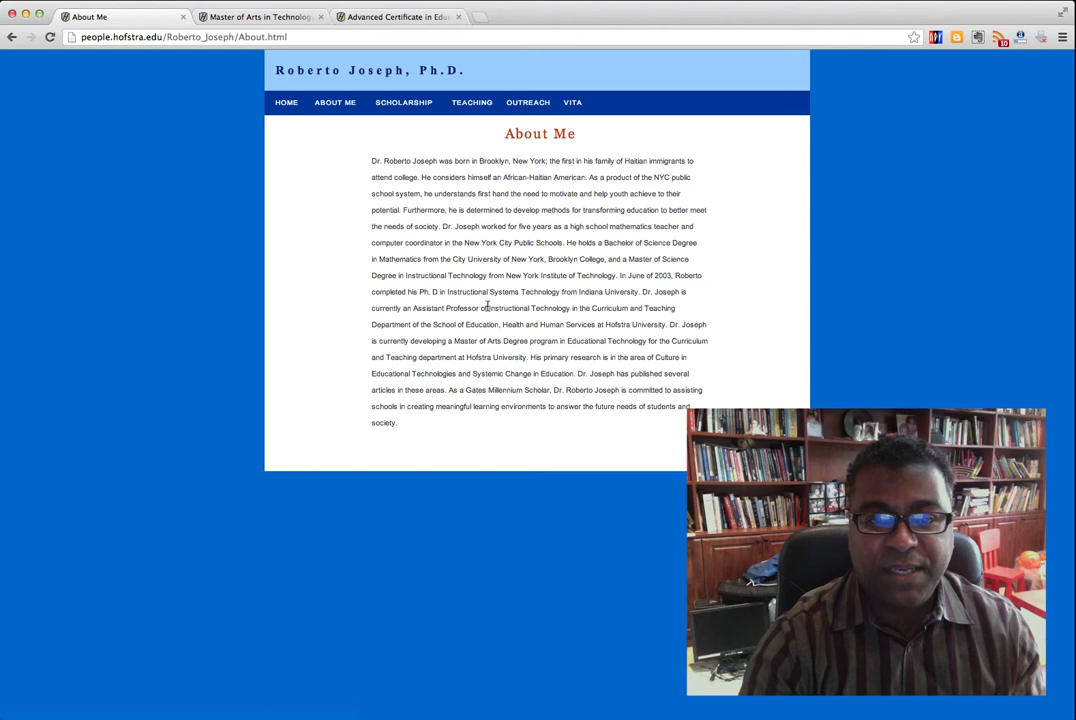 About Me
Master of Arts in Technology
Advanced Certificate in Edu
people.hofstra.edu/Roberto_Joseph/About.html
10
Roberto Joseph, Ph.D.
HOME ABOUT ME SCHOLARSHIP TEACHING OUTREACH VITA
About Me
Dr. Roberto Joseph was born in Brooklyn, New York; the first in his family of Haitian immigrants to
attend college. He considers himself an African-Haitian American. As a product of the NYC public
school system, he understands first hand the need to motivate and help youth achieve to their
potential. Furthermore, he is determined to develop methods for transforming education to better meet
the needs of society. Dr. Joseph worked for five years as a high school mathematics teacher and
computer coordinator in the New York City Public Schools. He holds a Bachelor of Science Degree
in Mathematics from the City University of New York, Brooklyn College, and a Master of Science
Degree in Instructional Technology from New York Institute of Technology. In June of 2003, Roberto
completed his Ph. D in Instructional Systems Technology from Indiana University. Dr. Joseph is
currently an Assistant Professor of Instructional Technology in the Curriculum and Teaching
Department of the School of Education, Health and Human Services at Hofstra University. Dr. Joseph
is currently developing a Master of Arts Degree program in Educational Technology for the Curriculum
and Teaching department at Hofstra University. His primary research is in the area of Culture in
Educational Technologies and Systemic Change in Education. Dr. Joseph has published several
articles in these areas. As a Gates Millennium Scholar, Dr. Roberto Joseph is committed to assisting
schools in creating meaningful learning environments to answer the future needs of students and
society.